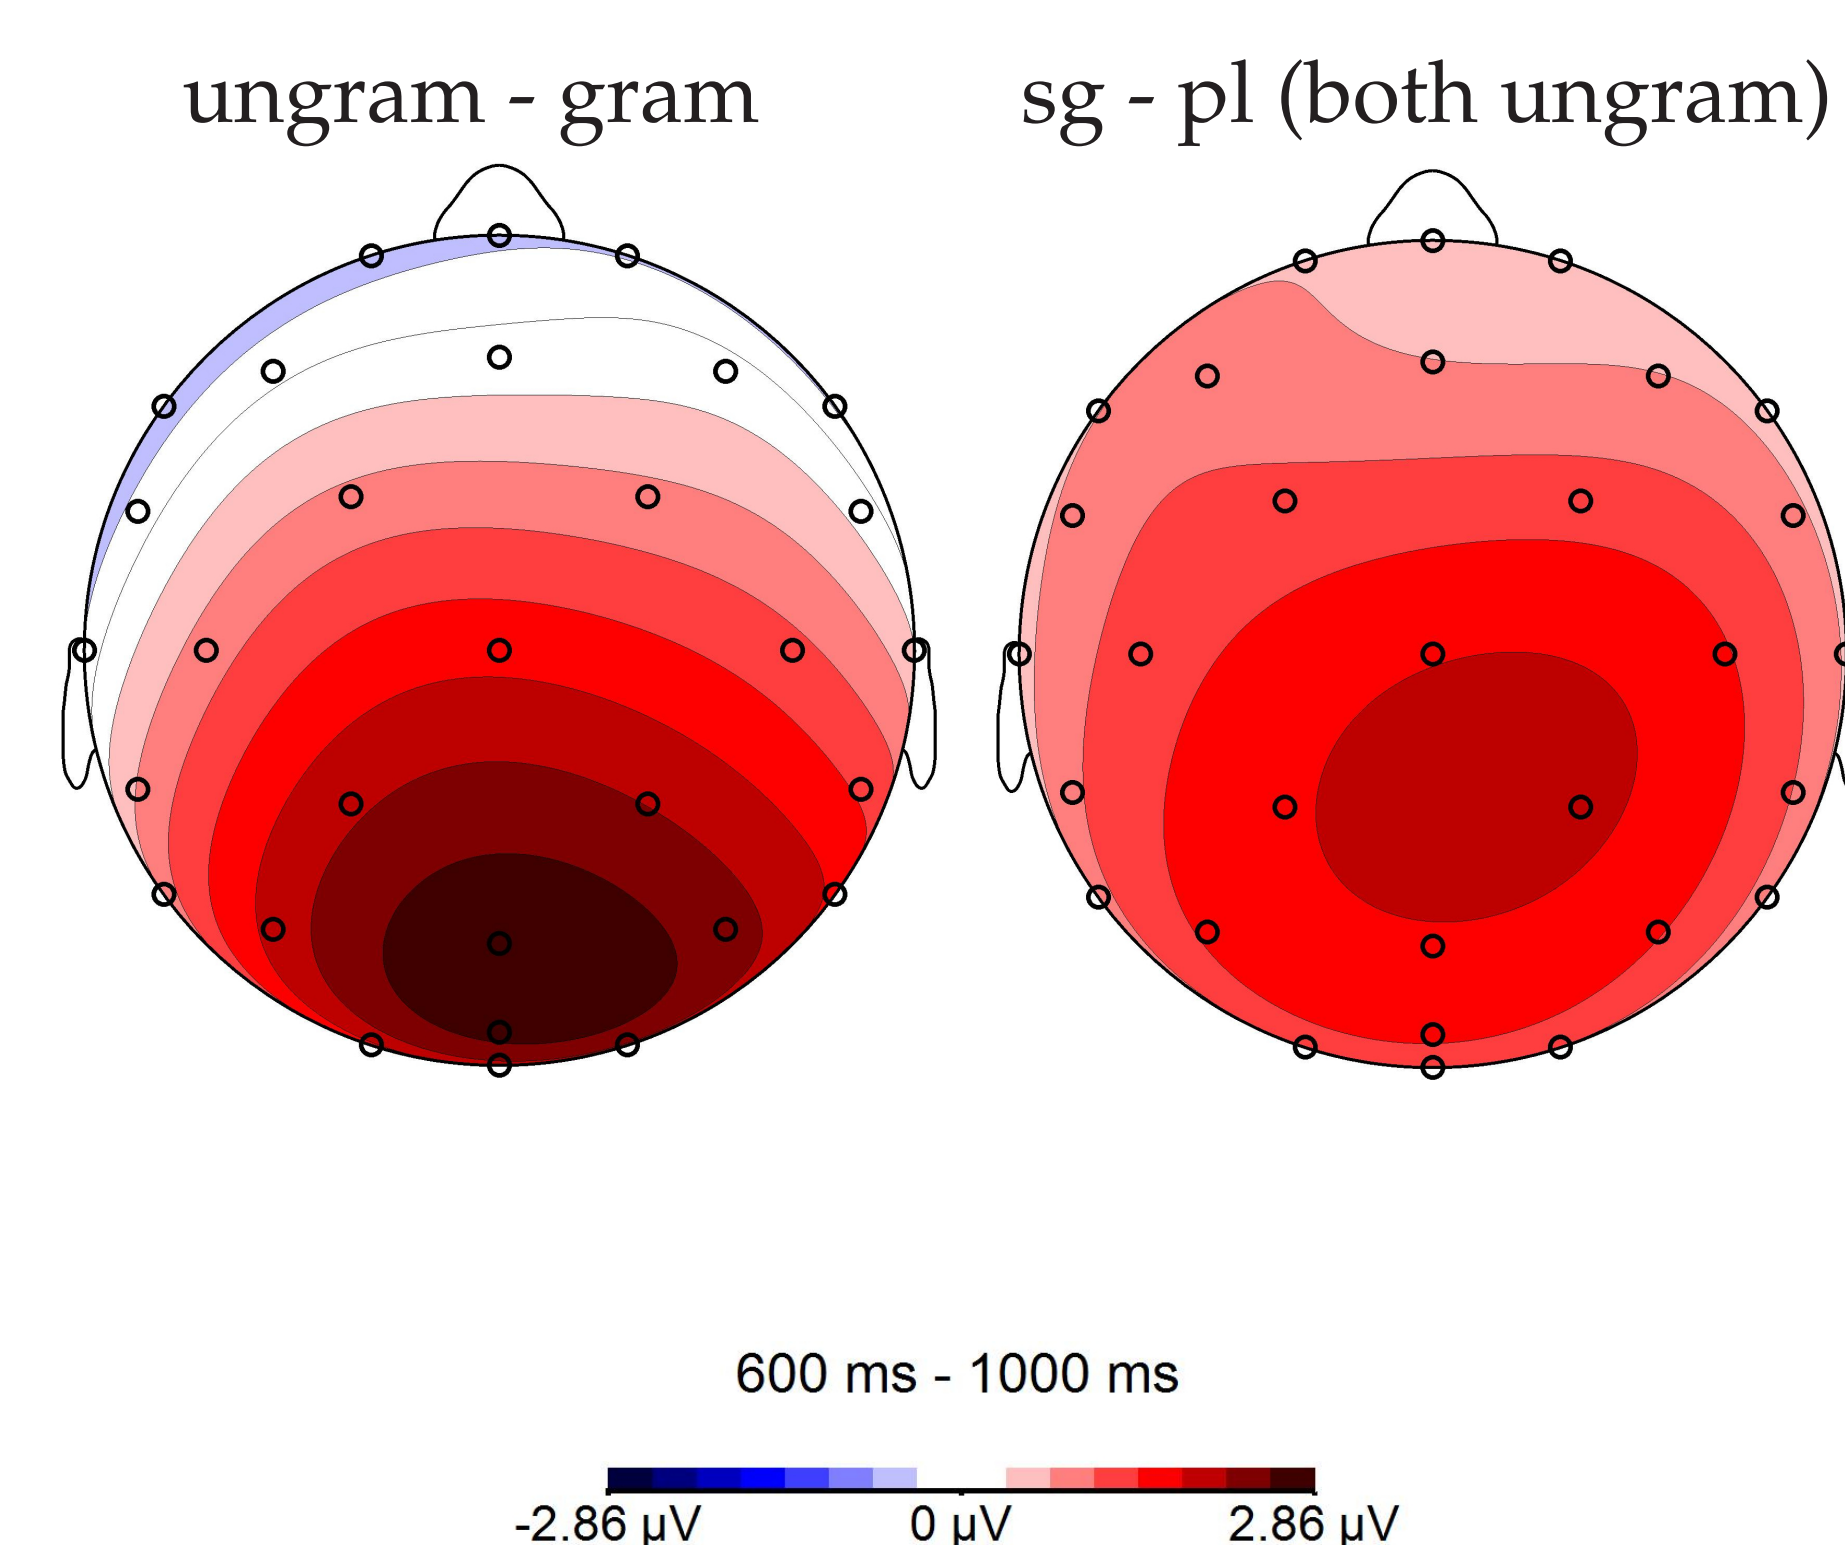 ungram - gram
sg - pl (both ungram)
600 ms - 1000 ms
-2.86 µV 0 µV 2.86 µV